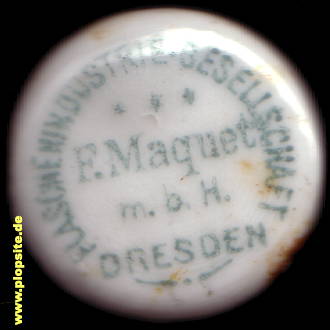 FLASCHENINDUSTRIE-GESELLSCHAFT
F. Maquet
m. b. H.
DRESDEN
www.plopsite.de